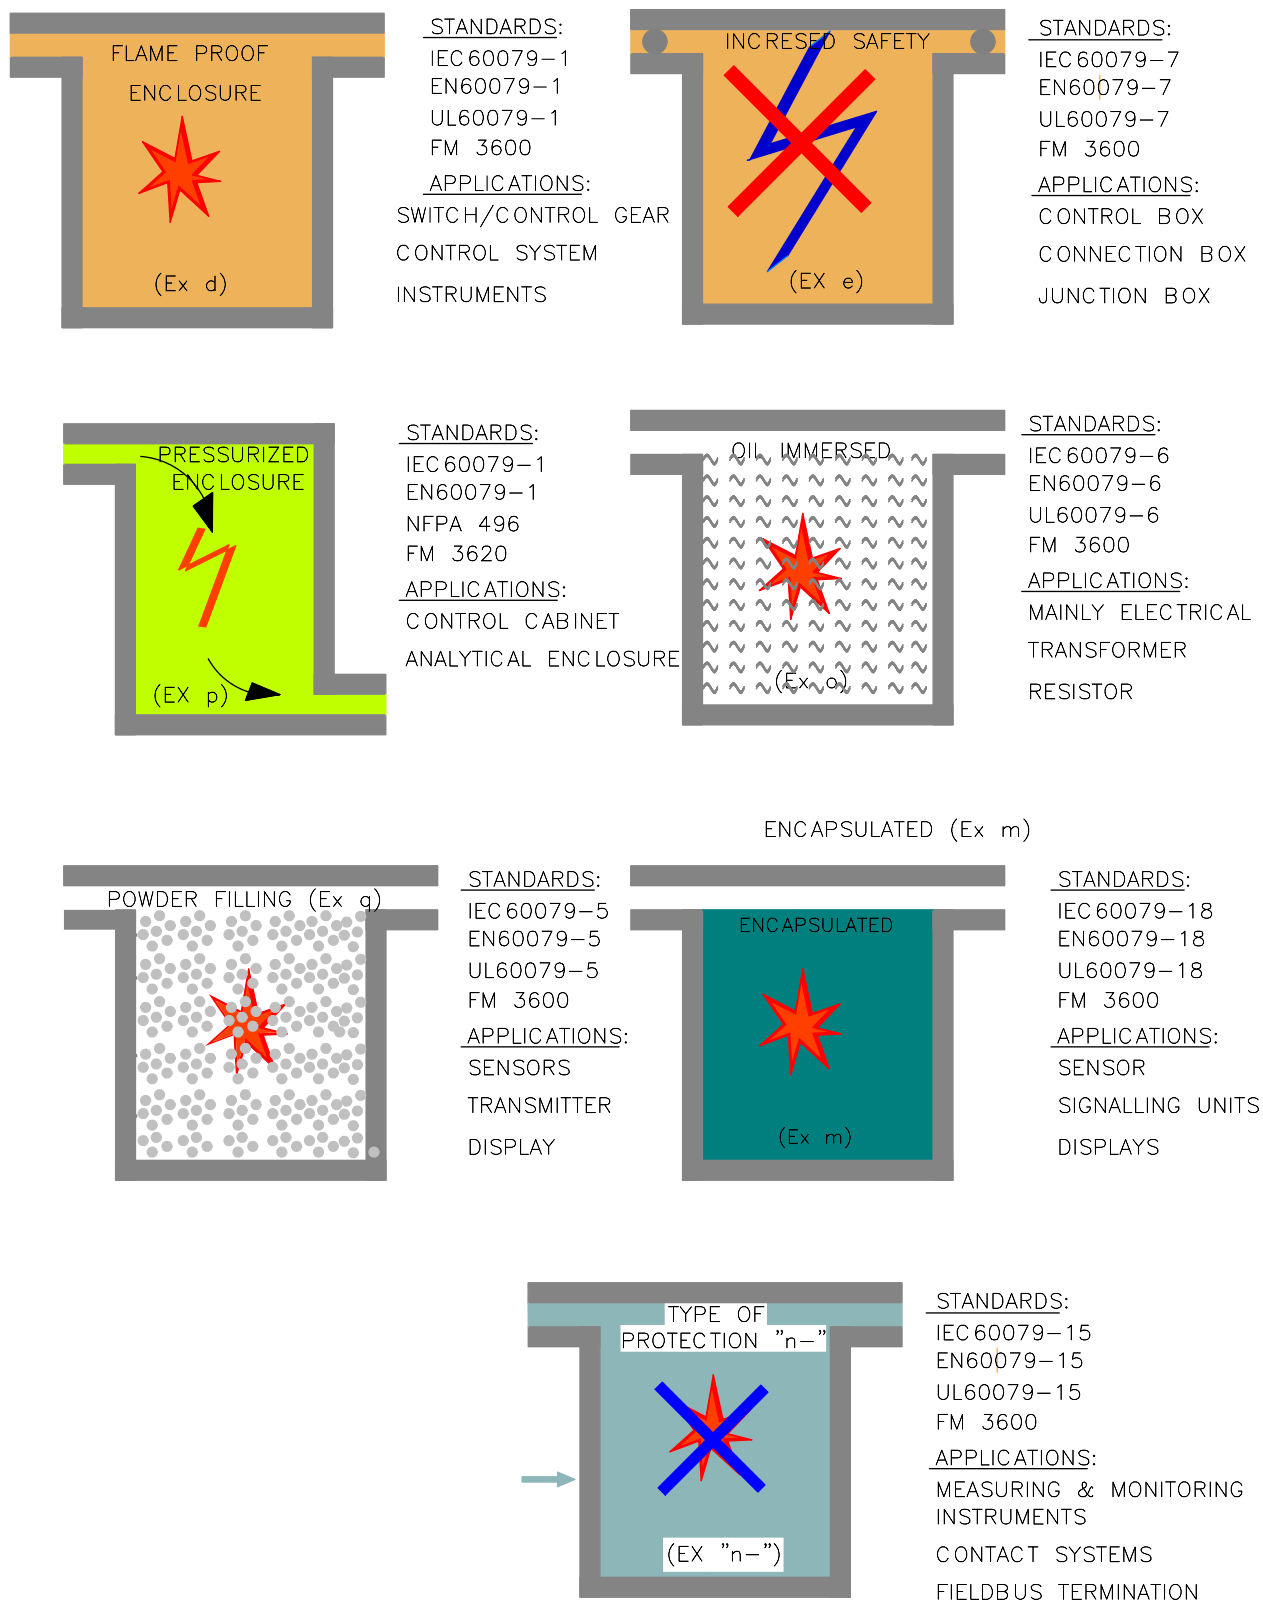 FLAME PROOF
ENCLOSURE
(Ex d)
STANDARDS:
IEC60079-1
EN60079-1
UL60079-1
FM 3600
APPLICATIONS:
SWITCH/CONTROL GEAR
CONTROL SYSTEM
INSTRUMENTS
INCRESED SAFETY
(EX e)
STANDARDS:
IEC60079-7
EN60079-7
UL60079-7
FM 3600
APPLICATIONS:
CONTROL BOX
CONNECTION BOX
JUNCTION BOX
PRESSURIZED
ENCLOSURE
(EX p)
STANDARDS:
IEC60079-1
EN60079-1
NFPA 496
FM 3620
APPLICATIONS:
CONTROL CABINET
ANALYTICAL ENCLOSURE
OIL IMMERSED
(Ex o)
STANDARDS:
IEC60079-6
EN60079-6
UL60079-6
FM 3600
APPLICATIONS:
MAINLY ELECTRICAL
TRANSFORMER
RESISTOR
POWDER FILLING (Ex q)
STANDARDS:
IEC60079-5
EN60079-5
UL60079-5
FM 3600
APPLICATIONS:
SENSORS
TRANSMITTER
DISPLAY
ENCAPSULATED (Ex m)
ENCAPSULATED
(Ex m)
STANDARDS:
IEC60079-18
EN60079-18
UL60079-18
FM 3600
APPLICATIONS:
SENSOR
SIGNALLING UNITS
DISPLAYS
TYPE OF
PROTECTION "n-"
(EX "n-")
STANDARDS:
IEC60079-15
EN60079-15
UL60079-15
FM 3600
APPLICATIONS:
MEASURING & MONITORING
INSTRUMENTS
CONTACT SYSTEMS
FIELDBUS TERMINATION